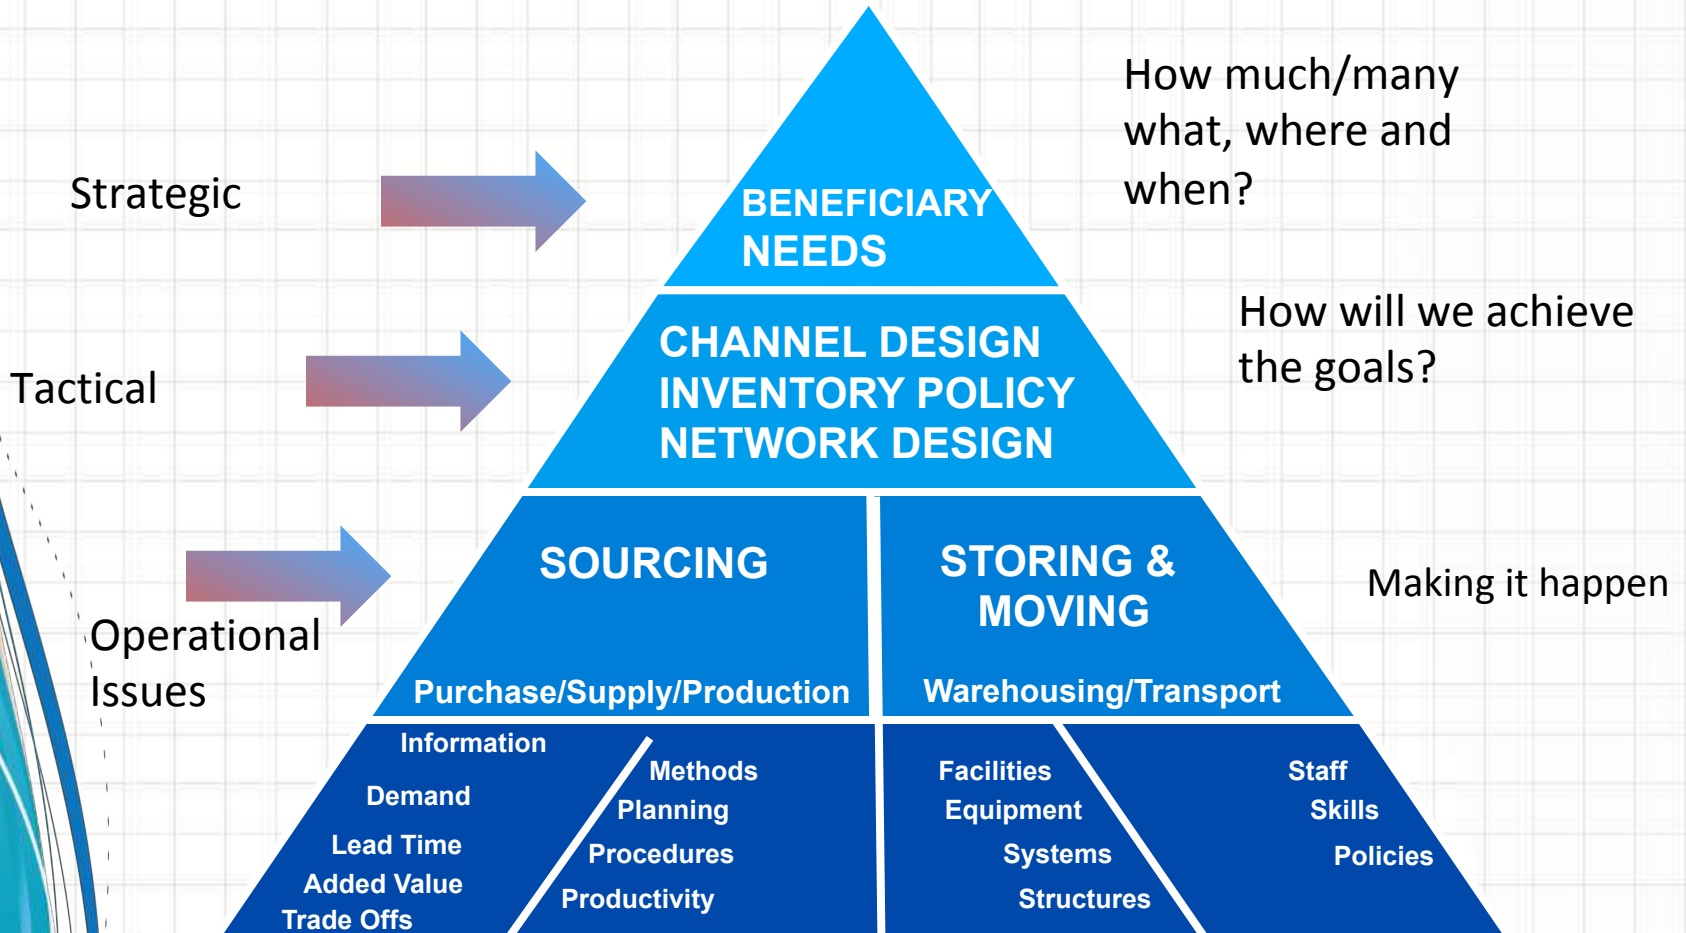 How much/many
what, where and
when?
Strategic
BENEFICIARY
NEEDS
How will we achieve
the goals?
Tactical
CHANNEL DESIGN
INVENTORY POLICY
NETWORK DESIGN
Operational
Issues
SOURCING
Purchase/Supply/Production
STORING &
MOVING
Warehousing/Transport
Making it happen
Information
Demand
Lead Time
Added Value
Trade Offs
Methods
Planning
Procedures
Productivity
Facilities
Equipment
Systems
Structures
Staff
Skills
Policies